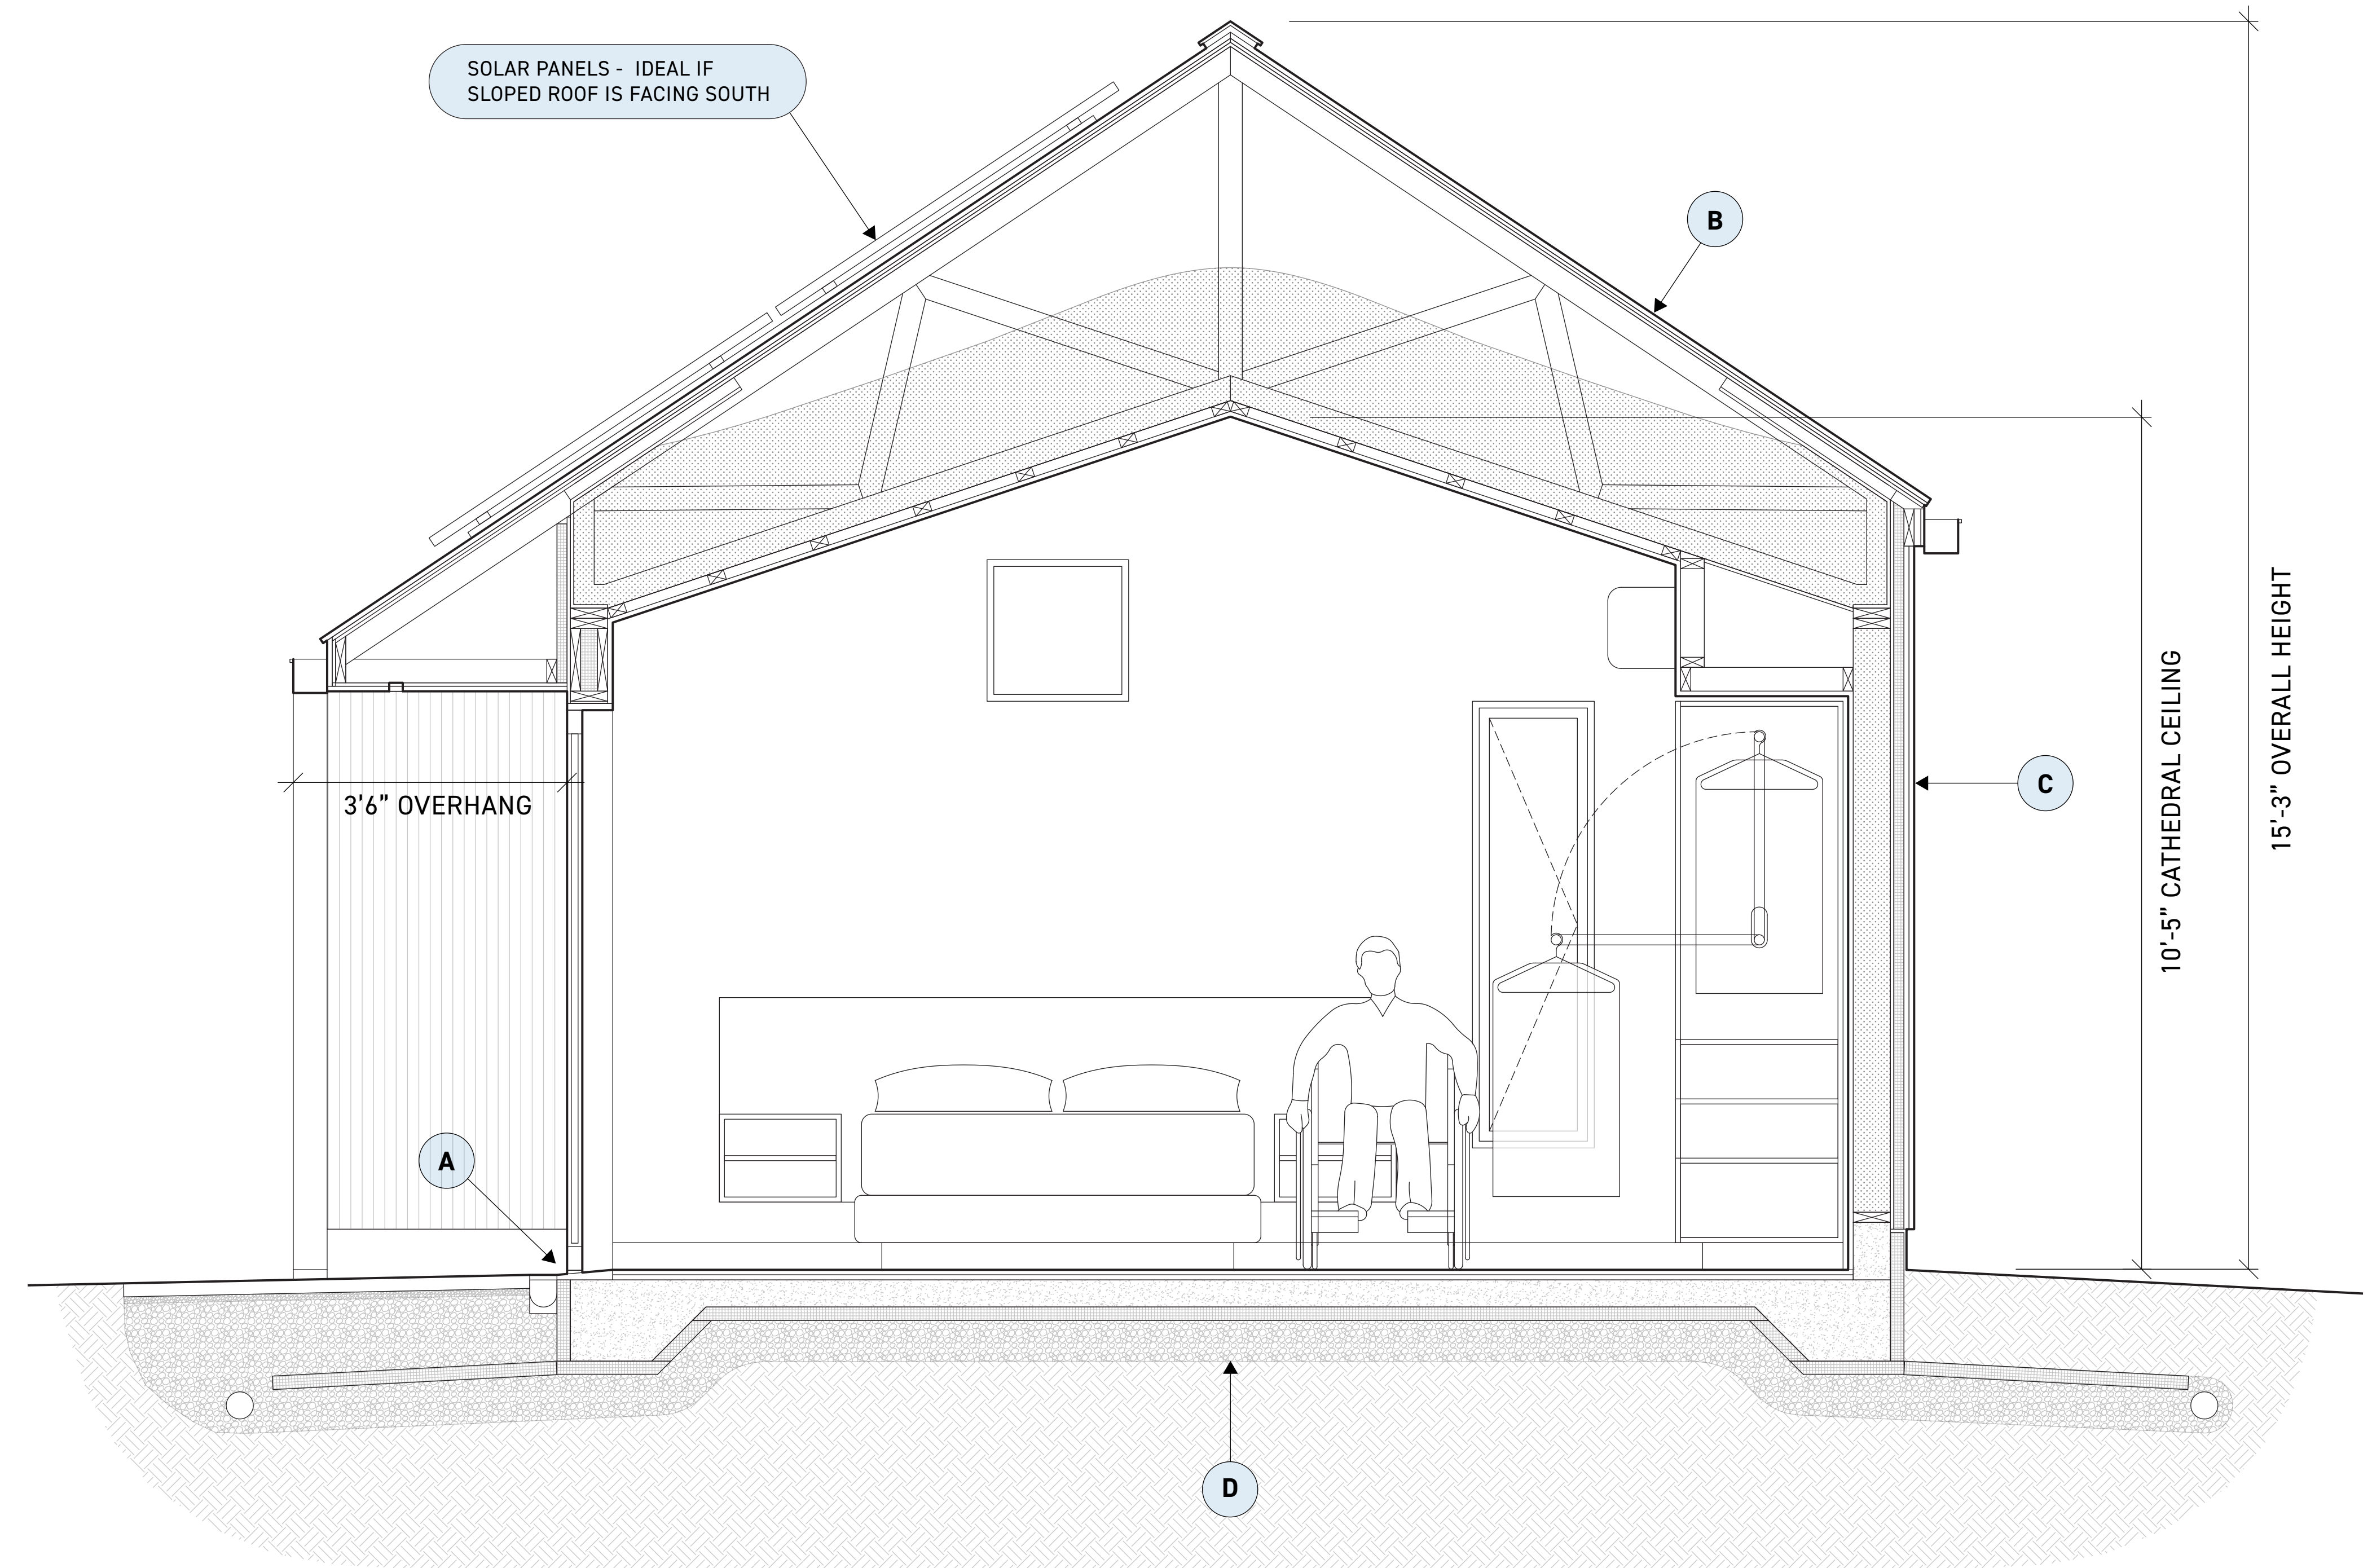 SOLAR PANELS - IDEAL IF
SLOPED ROOF IS FACING SOUTH
B
3’6” OVERHANG
C
10’-5” CATHEDRAL CEILING
15’-3” OVERALL HEIGHT
A
D